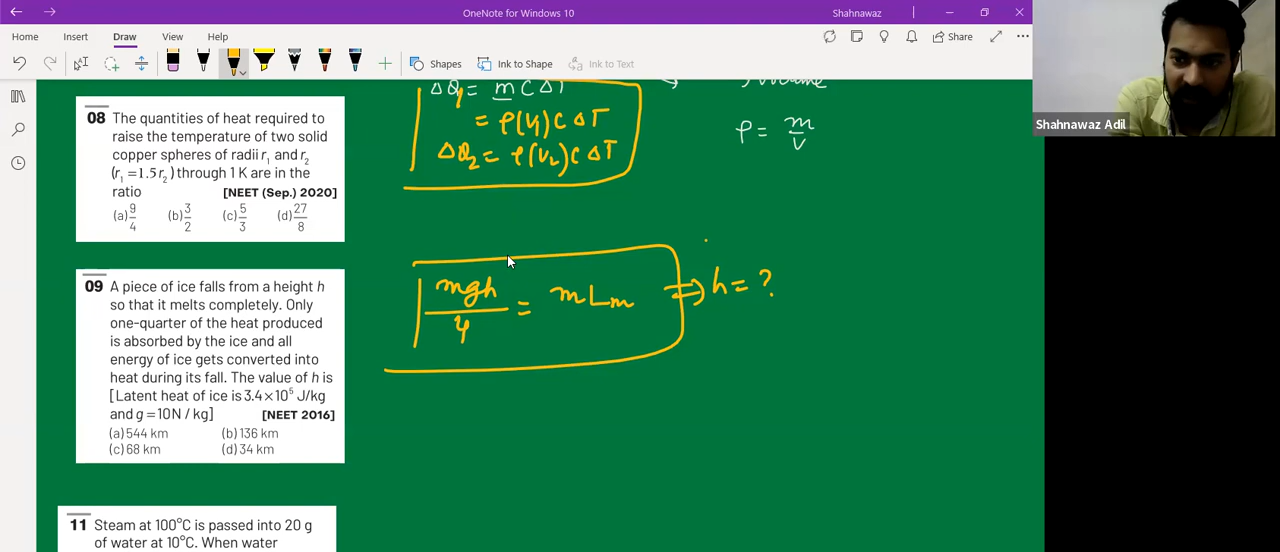 OneNote for Windows 10
Shahnawaz
Home Insert Draw View Help
Share
Shapes Ink to Shape Ink to Text
ΔQ₁ = m C ΔT
= ρ(V₁) C ΔT
ΔQ₂ = ρ(V₂) C ΔT
volume
ρ = m/V
Shahnawaz Adil
08 The quantities of heat required to
raise the temperature of two solid
copper spheres of radii r₁ and r₂
(r₁ = 1.5 r₂) through 1 K are in the
ratio [NEET (Sep.) 2020]
(a) 9/4 (b) 3/2 (c) 5/3 (d) 27/8
mgh/4 = mLm ⇒ h = ?
09 A piece of ice falls from a height h
so that it melts completely. Only
one-quarter of the heat produced
is absorbed by the ice and all
energy of ice gets converted into
heat during its fall. The value of h is
[Latent heat of ice is 3.4×10⁵ J/kg
and g = 10N / kg] [NEET 2016]
(a) 544 km (b) 136 km
(c) 68 km (d) 34 km
11 Steam at 100°C is passed into 20 g
of water at 10°C. When water